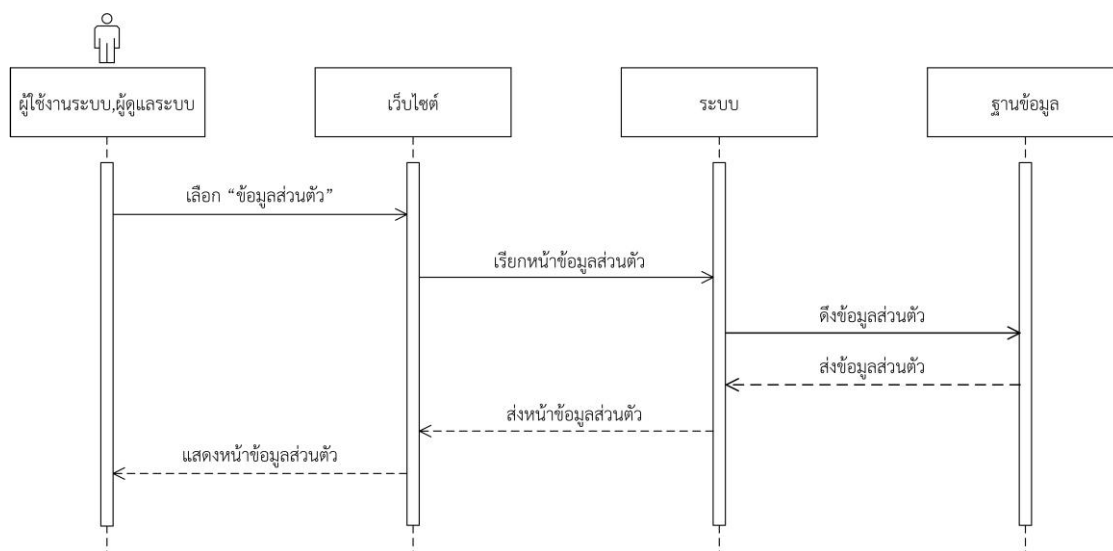 ผู้ใช้งานระบบ,ผู้ดูแลระบบ
เว็บไซต์
ระบบ
ฐานข้อมูล
เลือก “ข้อมูลส่วนตัว”
เรียกหน้าข้อมูลส่วนตัว
ดึงข้อมูลส่วนตัว
ส่งข้อมูลส่วนตัว
ส่งหน้าข้อมูลส่วนตัว
แสดงหน้าข้อมูลส่วนตัว